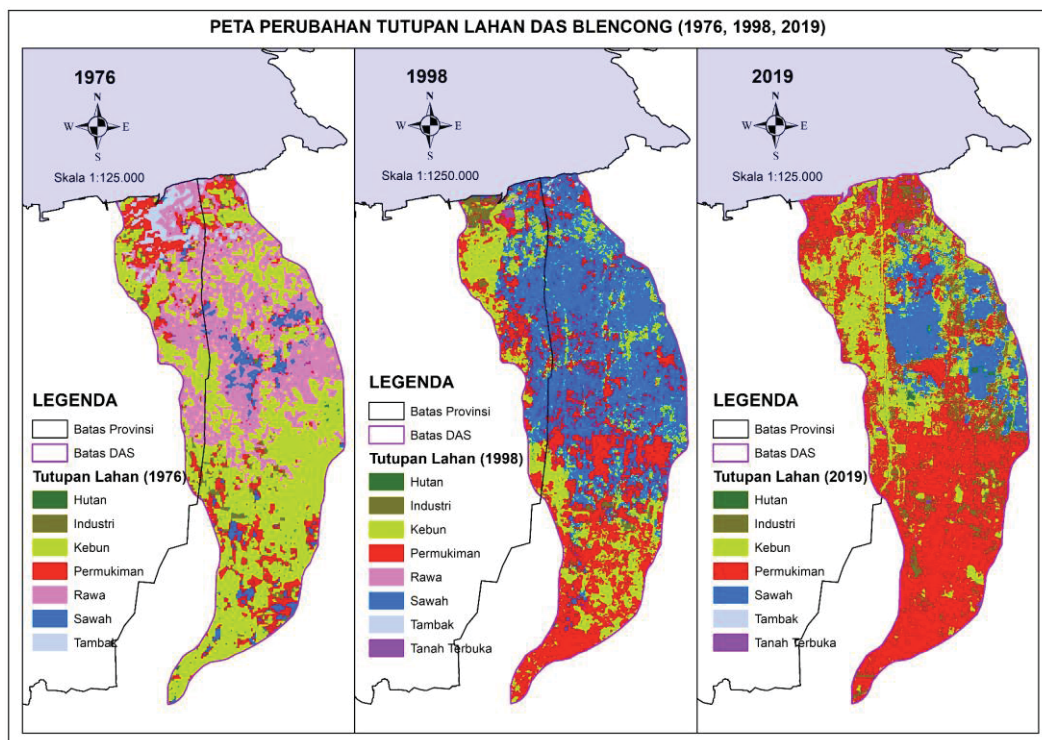 PETA PERUBAHAN TUTUPAN LAHAN DAS BLENCONG (1976, 1998, 2019)
1976
N
W E
S
Skala 1:125.000
LEGENDA
Batas Provinsi
Batas DAS
Tutupan Lahan (1976)
Hutan
Industri
Kebun
Permukiman
Rawa
Sawah
Tambak
1998
N
W E
S
Skala 1:1250.000
LEGENDA
Batas Provinsi
Batas DAS
Tutupan Lahan (1998)
Hutan
Industri
Kebun
Permukiman
Rawa
Sawah
Tambak
Tanah Terbuka
2019
N
W E
S
Skala 1:125.000
LEGENDA
Batas Provinsi
Batas DAS
Tutupan Lahan (2019)
Hutan
Industri
Kebun
Permukiman
Sawah
Tambak
Tanah Terbuka